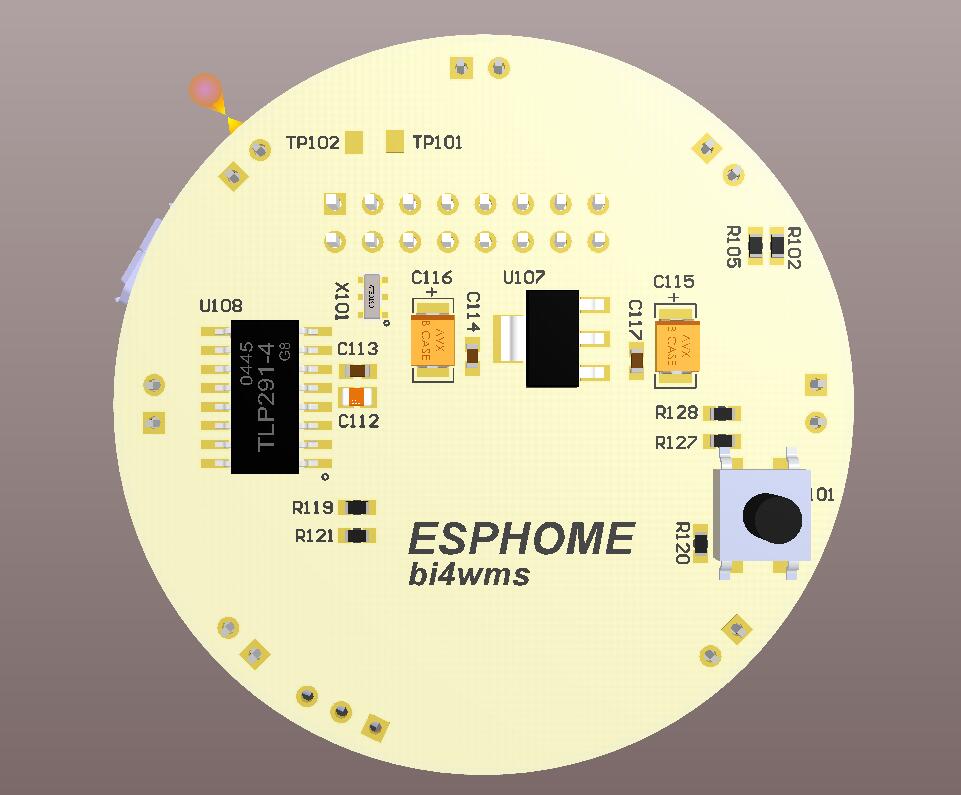 TP102 TP101
R105
R102
C116 U107
C115
X101
C114
U108
C117
AVX
B CASE
AVX
B CASE
C113
0445
G8
TLP291-4
C112
R128
R127
101
R119
R121
R120
ESPHOME
bi4wms